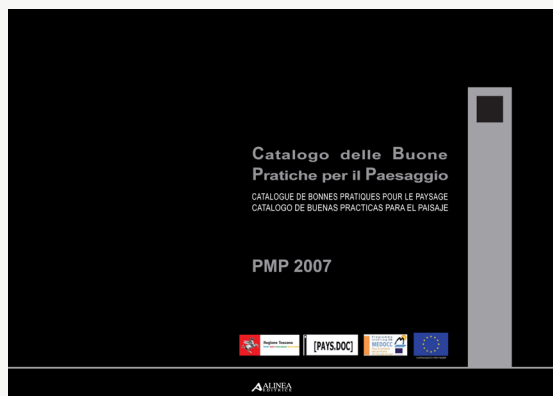 Catalogo delle Buone
Pratiche per il Paesaggio
CATALOGUE DE BONNES PRATIQUES POUR LE PAYSAGE
CATALOGO DE BUENAS PRACTICAS PARA EL PAISAJE
PMP 2007
Regione Toscana
[PAYS.DOC]
MEDOCC
ALINEA
EDITRICE